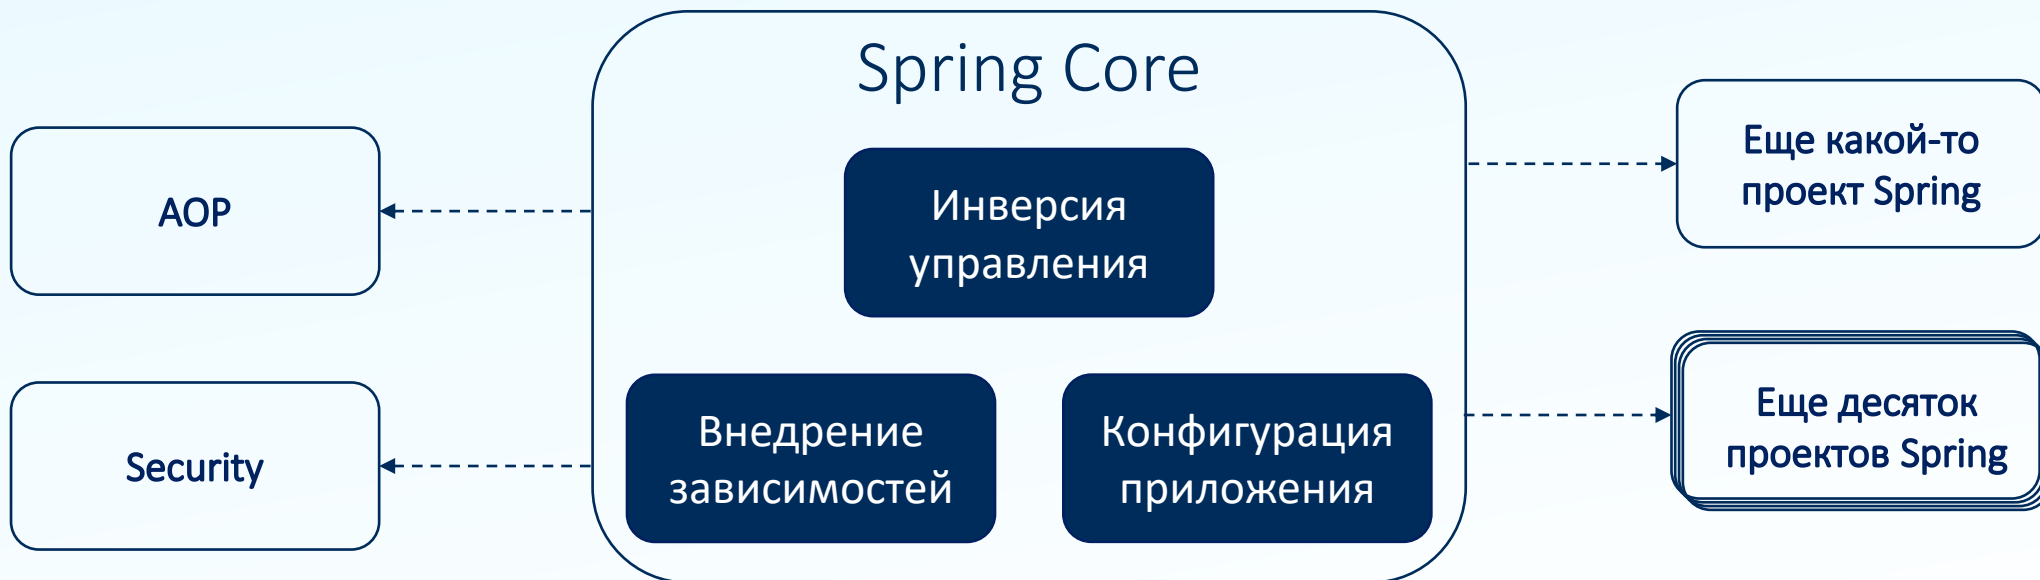 Spring Core
AOP
Security
Инверсия
управления
Внедрение
зависимостей
Конфигурация
приложения
Еще какой-то
проект Spring
Еще десяток
проектов Spring